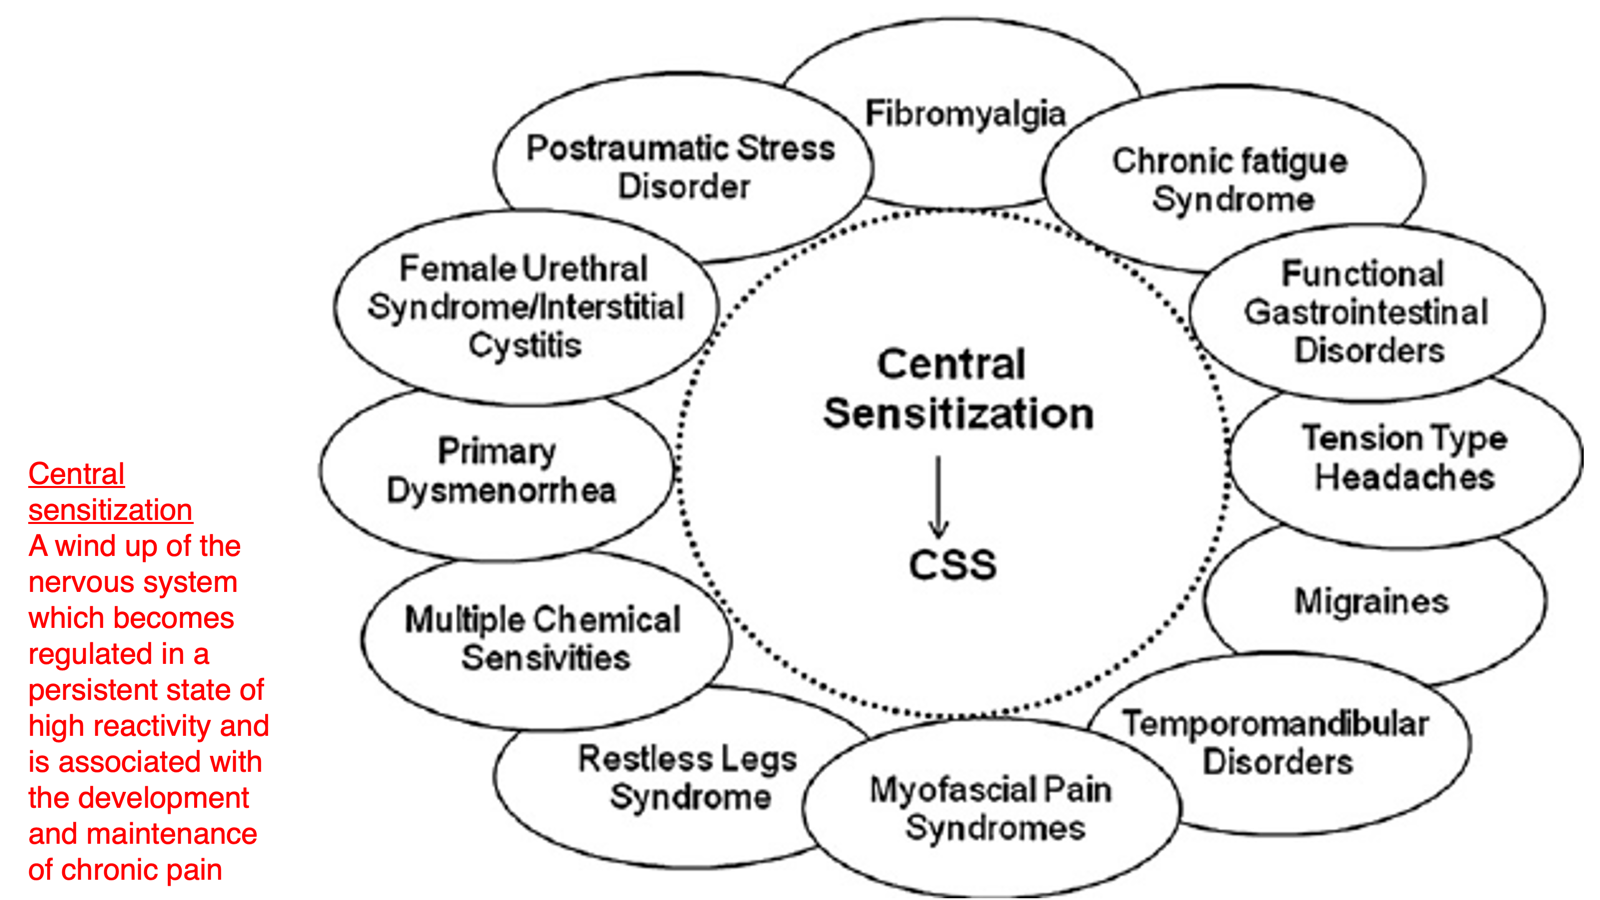 Fibromyalgia
Chronic fatigue
Syndrome
Functional
Gastrointestinal
Disorders
Tension Type
Headaches
Migraines
Temporomandibular
Disorders
Myofascial Pain
Syndromes
Restless Legs
Syndrome
Multiple Chemical
Sensivities
Primary
Dysmenorrhea
Female Urethral
Syndrome/Interstitial
Cystitis
Postraumatic Stress
Disorder
Central
Sensitization
CSS
Central
sensitization
A wind up of the
nervous system
which becomes
regulated in a
persistent state of
high reactivity and
is associated with
the development
and maintenance
of chronic pain